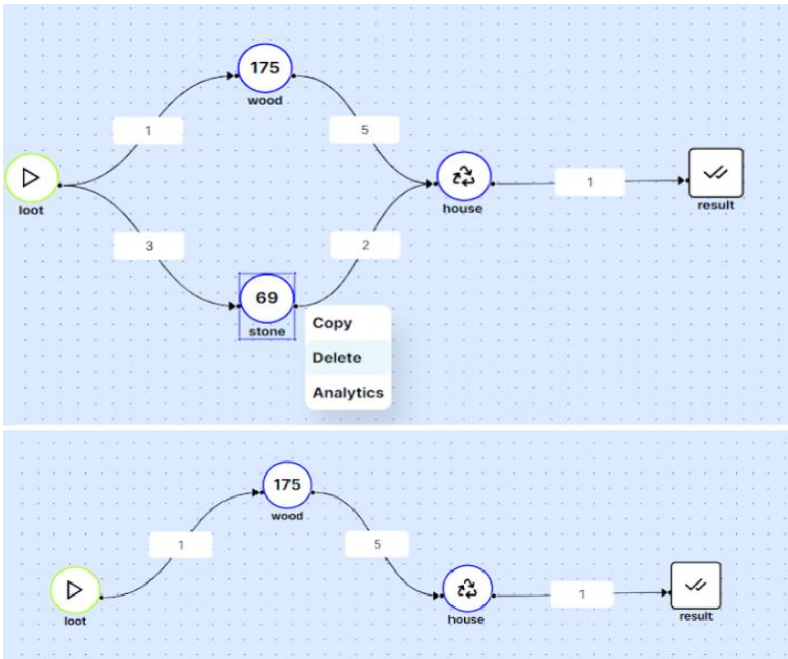 175
wood
1
5
loot
house
1
result
3
2
69
stone
Copy
Delete
Analytics
175
wood
1
5
loot
house
1
result